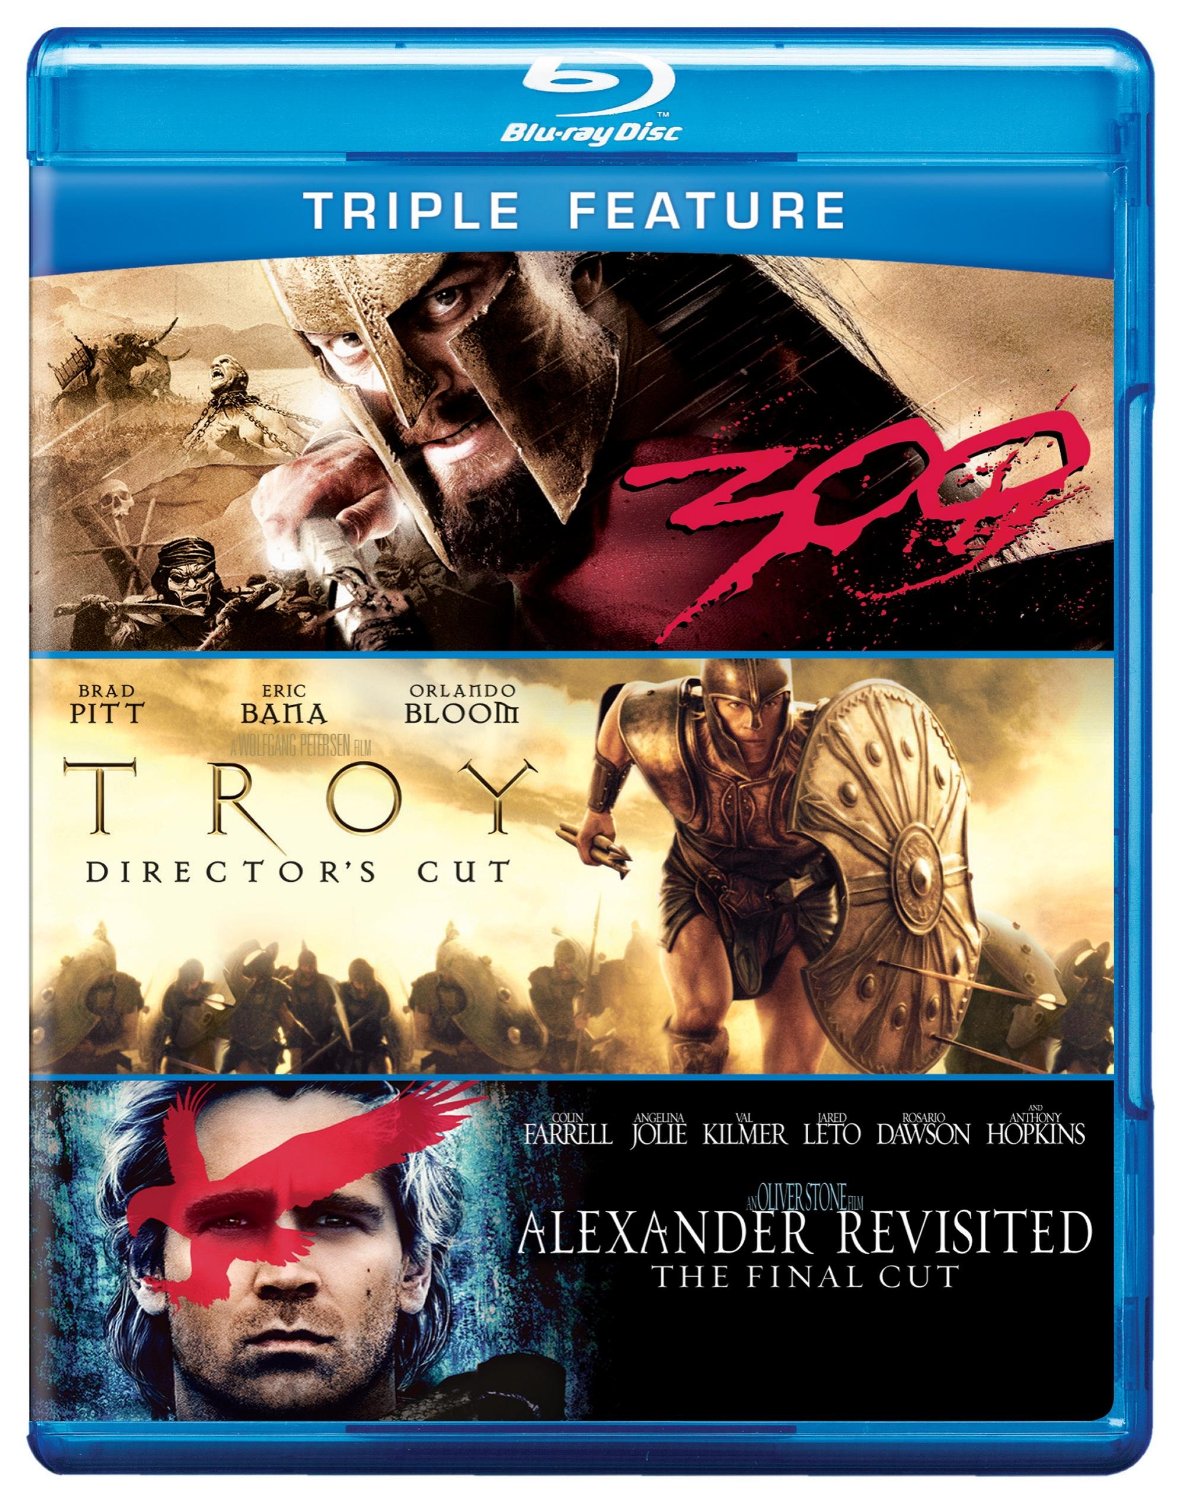 Blu-ray Disc™
TRIPLE FEATURE
300
BRAD PITT
ERIC BANA
ORLANDO BLOOM
A WOLFGANG PETERSEN FILM
TROY
DIRECTOR'S CUT
COLIN FARRELL
ANGELINA JOLIE
VAL KILMER
JARED LETO
ROSARIO DAWSON
AND ANTHONY HOPKINS
AN OLIVER STONE FILM
ALEXANDER REVISITED
THE FINAL CUT